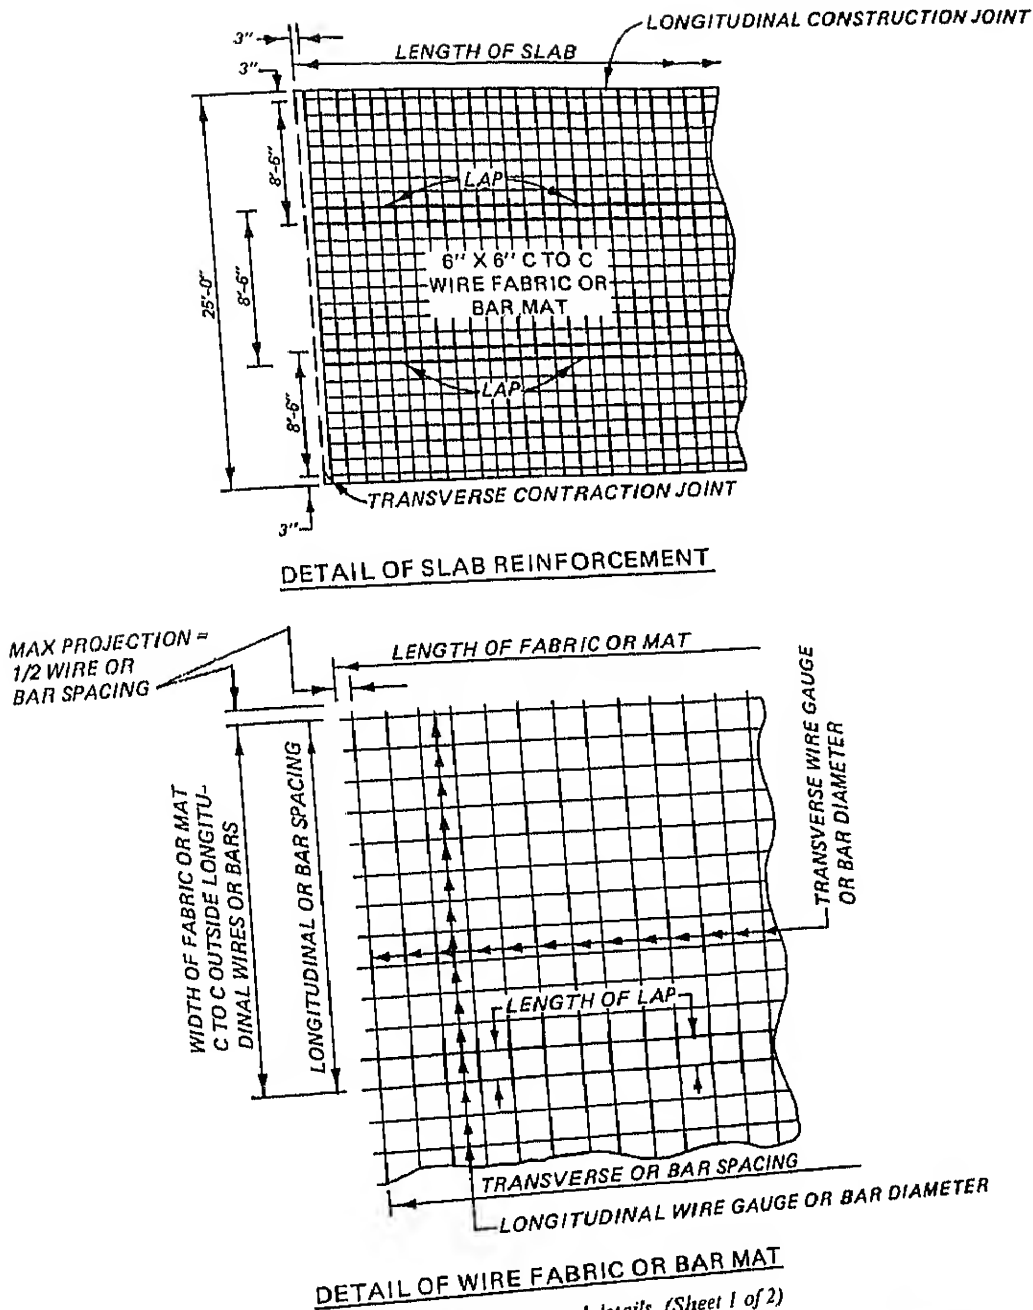 LONGITUDINAL CONSTRUCTION JOINT
3"
LENGTH OF SLAB
3"
8'-6"
LAP
25'-0"
8'-6"
6" X 6" C TO C
WIRE FABRIC OR
BAR MAT
8'-6"
LAP
TRANSVERSE CONTRACTION JOINT
3"
DETAIL OF SLAB REINFORCEMENT
MAX PROJECTION =
1/2 WIRE OR
BAR SPACING
LENGTH OF FABRIC OR MAT
WIDTH OF FABRIC OR MAT
C TO C OUTSIDE LONGITU-
DINAL WIRES OR BARS
LONGITUDINAL OR BAR SPACING
TRANSVERSE WIRE GAUGE
OR BAR DIAMETER
LENGTH OF LAP
TRANSVERSE OR BAR SPACING
LONGITUDINAL WIRE GAUGE OR BAR DIAMETER
DETAIL OF WIRE FABRIC OR BAR MAT
details. (Sheet 1 of 2)